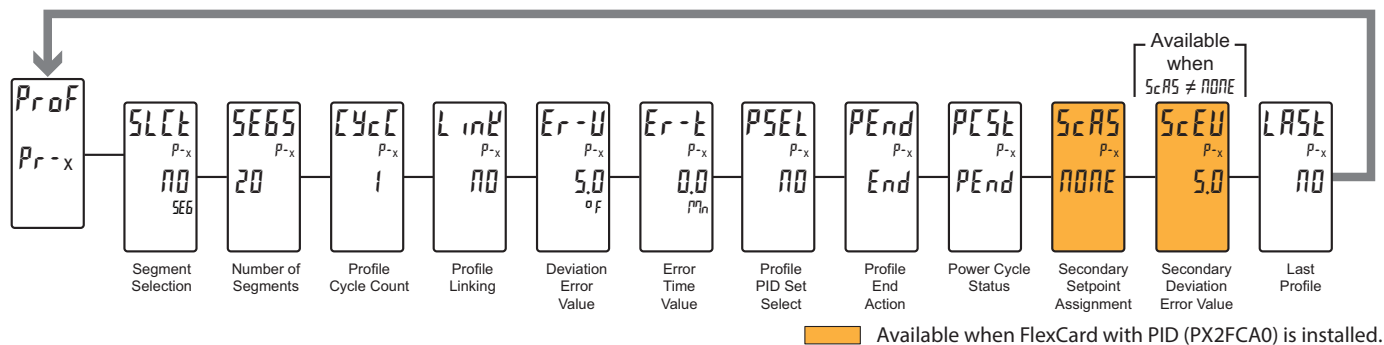 Available
when
ScAS ≠ NONE
ProF
Pr-x
SLCt
P-x
NO
SEG
SEGS
P-x
20
CYcC
P-x
1
LinK
P-x
NO
Er-U
P-x
5.0
°F
Er-t
P-x
0.0
Min
PSEL
P-x
NO
PEnd
P-x
End
PCSt
P-x
PEnd
ScAS
P-x
NONE
ScEU
P-x
5.0
LASt
P-x
NO
Segment
Selection
Number of
Segments
Profile
Cycle Count
Profile
Linking
Deviation
Error
Value
Error
Time
Value
Profile
PID Set
Select
Profile
End
Action
Power Cycle
Status
Secondary
Setpoint
Assignment
Secondary
Deviation
Error Value
Last
Profile
Available when FlexCard with PID (PX2FCA0) is installed.